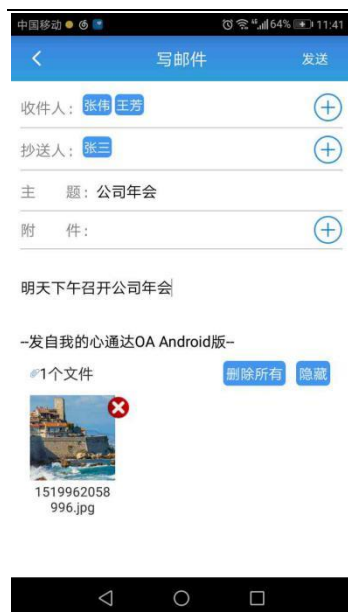 中国移动 64% 11:41
写邮件 发送
收件人： 张伟 王芳
抄送人： 张三
主 题： 公司年会
附 件：
明天下午召开公司年会
--发自我的心通达OA Android版--
1个文件 删除所有 隐藏
1519962058
996.jpg